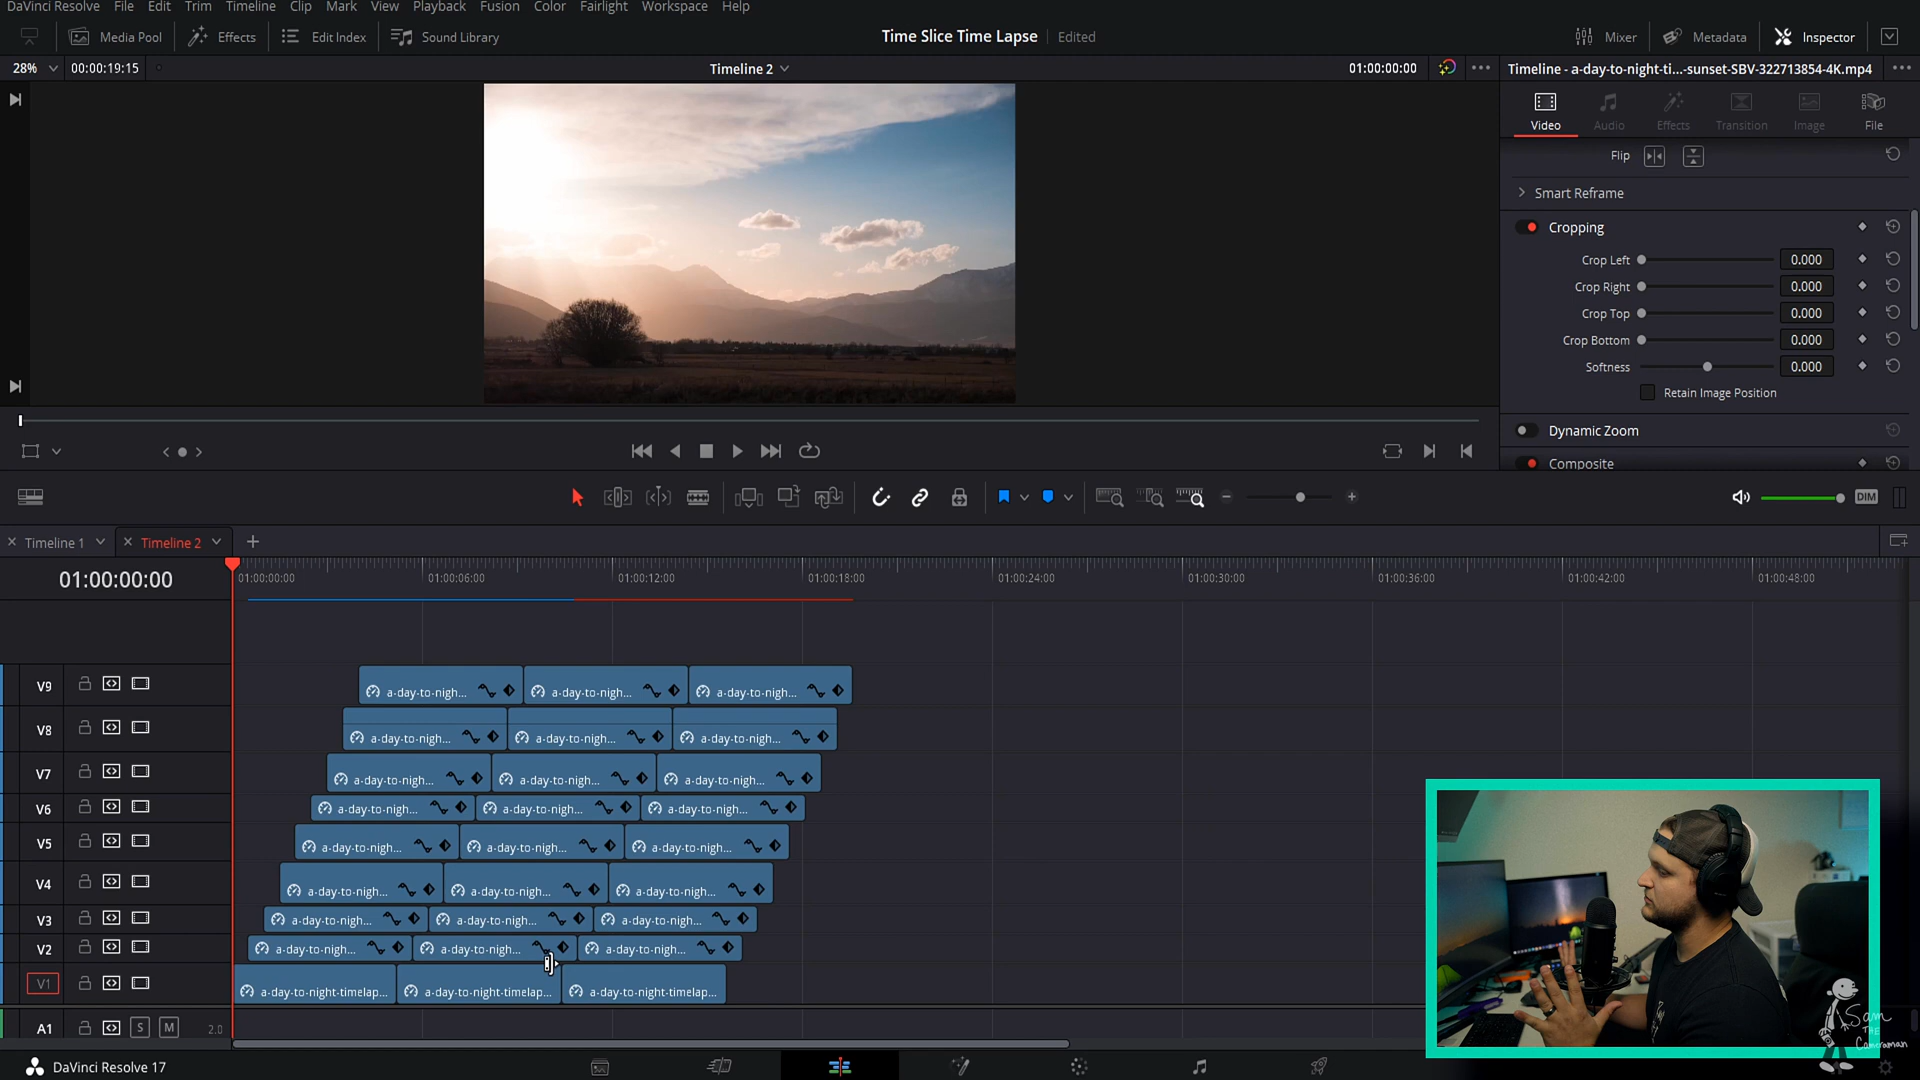 DaVinci Resolve File Edit Trim Timeline Clip Mark View Playback Fusion Color Fairlight Workspace Help
Media Pool Effects Edit Index Sound Library Time Slice Time Lapse Edited Mixer Metadata Inspector
28% 00:00:19:15 Timeline 2 01:00:00:00 Timeline - a-day-to-night-ti...-sunset-SBV-322713854-4K.mp4
Video Audio Effects Transition Image File
Flip
Smart Reframe
Cropping
Crop Left 0.000
Crop Right 0.000
Crop Top 0.000
Crop Bottom 0.000
Softness 0.000
Retain Image Position
Dynamic Zoom
Composite
DIM
Timeline 1 Timeline 2
01:00:00:00 01:00:00:00 01:00:06:00 01:00:12:00 01:00:18:00 01:00:24:00 01:00:30:00 01:00:36:00 01:00:42:00 01:00:48:00
V9 a-day-to-nigh... a-day-to-nigh... a-day-to-nigh...
V8 a-day-to-nigh... a-day-to-nigh... a-day-to-nigh...
V7 a-day-to-nigh... a-day-to-nigh... a-day-to-nigh...
V6 a-day-to-nigh... a-day-to-nigh... a-day-to-nigh...
V5 a-day-to-nigh... a-day-to-nigh... a-day-to-nigh...
V4 a-day-to-nigh... a-day-to-nigh... a-day-to-nigh...
V3 a-day-to-nigh... a-day-to-nigh... a-day-to-nigh...
V2 a-day-to-nigh... a-day-to-nigh... a-day-to-nigh...
V1 a-day-to-night-timelap... a-day-to-night-timelap... a-day-to-night-timelap...
A1 S M 2.0
Sam
THE
Cameraman
DaVinci Resolve 17